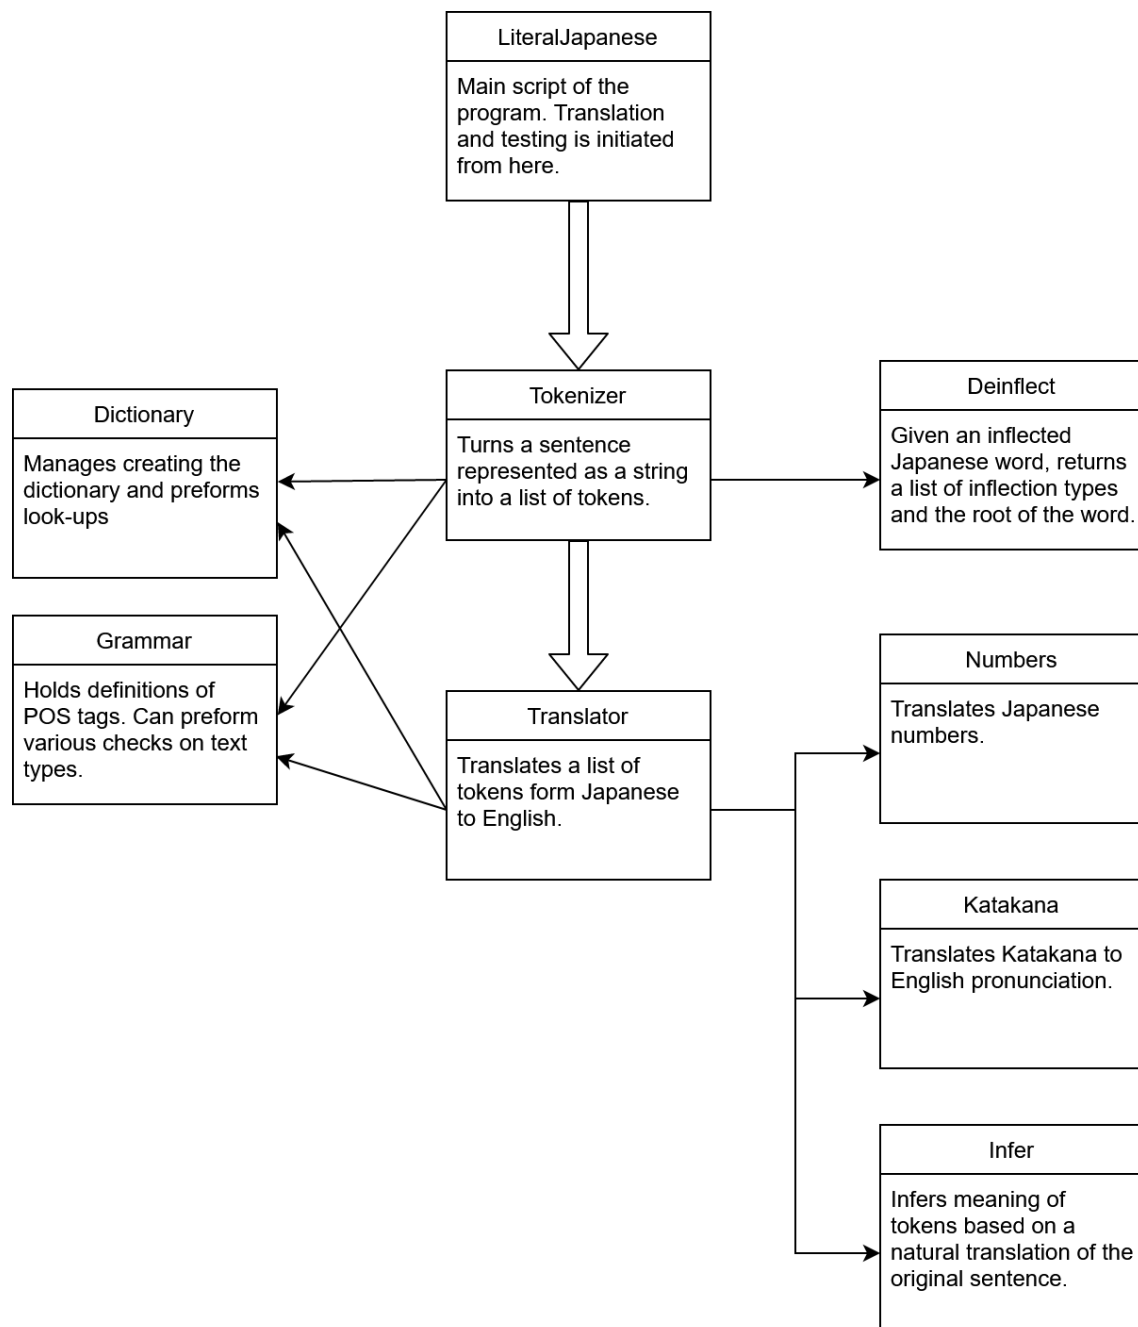 LiteralJapanese
Main script of the
program. Translation
and testing is initiated
from here.
Dictionary
Manages creating the
dictionary and preforms
look-ups
Tokenizer
Turns a sentence
represented as a string
into a list of tokens.
Deinflect
Given an inflected
Japanese word, returns
a list of inflection types
and the root of the word.
Grammar
Holds definitions of
POS tags. Can preform
various checks on text
types.
Translator
Translates a list of
tokens form Japanese
to English.
Numbers
Translates Japanese
numbers.
Katakana
Translates Katakana to
English pronunciation.
Infer
Infers meaning of
tokens based on a
natural translation of the
original sentence.